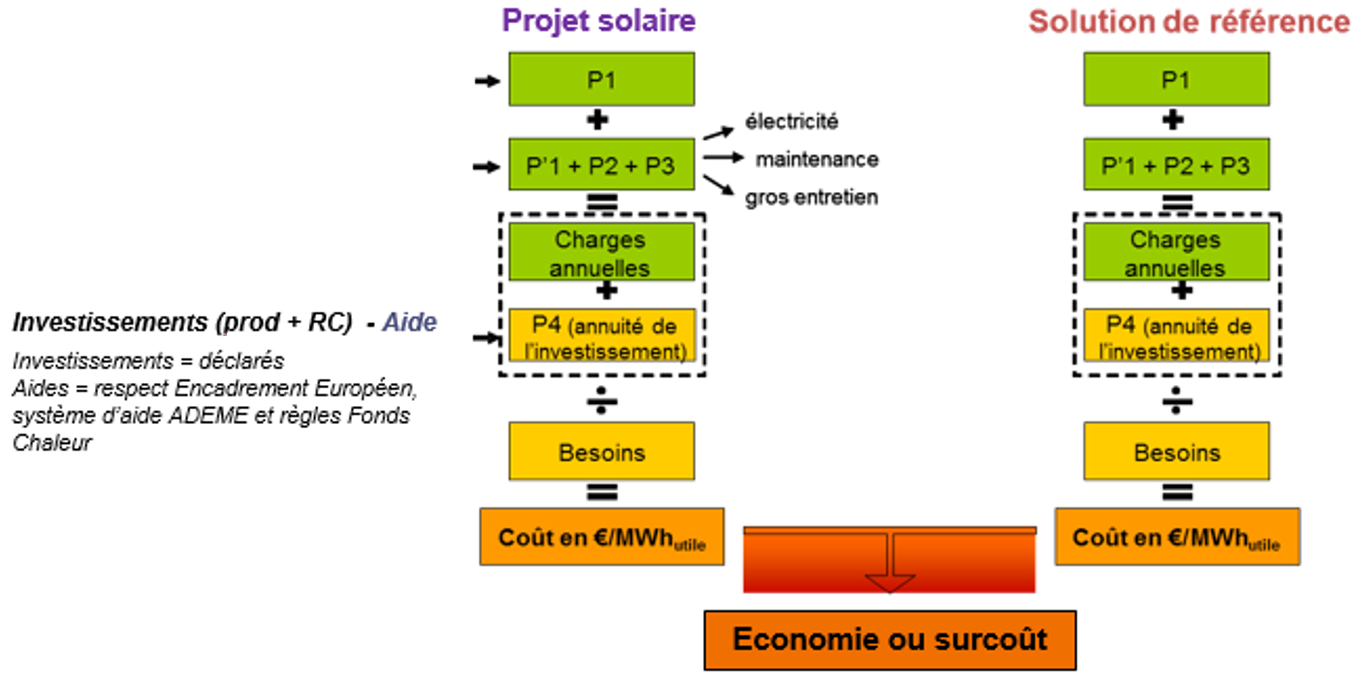 Projet solaire
Solution de référence
P1
+
P'1 + P2 + P3
électricité
maintenance
gros entretien
=
Charges
annuelles
+
P4 (annuité de
l'investissement)
÷
Besoins
=
Coût en €/MWhutile
Investissements (prod + RC) - Aide
Investissements = déclarés
Aides = respect Encadrement Européen,
système d'aide ADEME et règles Fonds
Chaleur
P1
+
P'1 + P2 + P3
=
Charges
annuelles
+
P4 (annuité de
l'investissement)
÷
Besoins
=
Coût en €/MWhutile
Economie ou surcoût